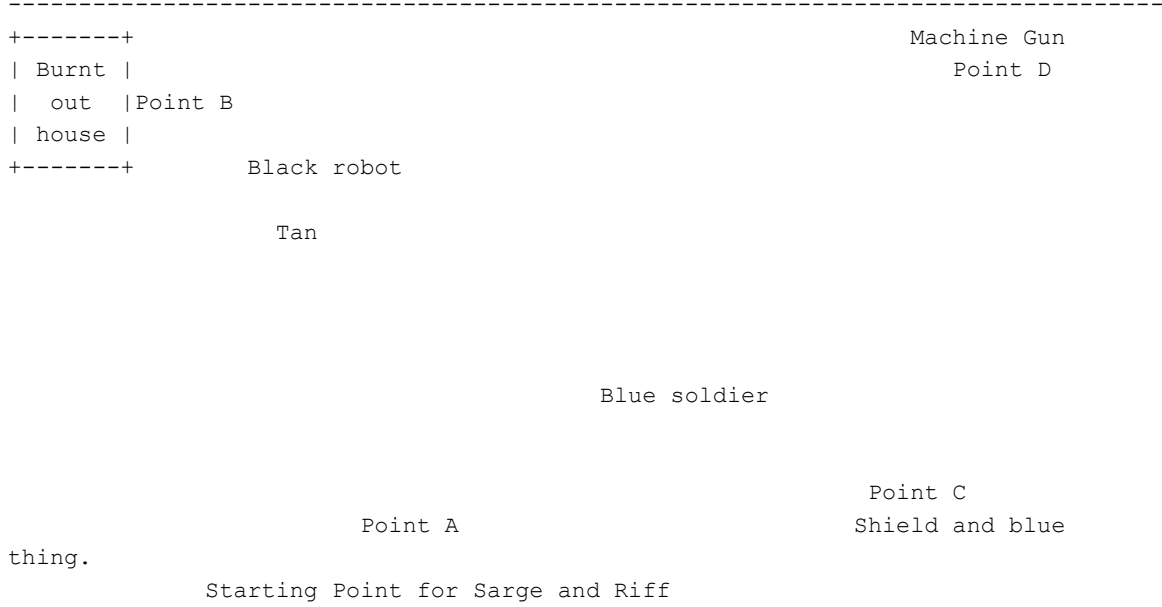 ----------------------------------------------------------------------------------
+-------+                                                       Machine Gun
| Burnt |                                                          Point D
|  out  |Point B
| house |
+-------+        Black robot
                   Tan
                                          Blue soldier
                                                             Point C
                         Point A                            Shield and blue
thing.
              Starting Point for Sarge and Riff